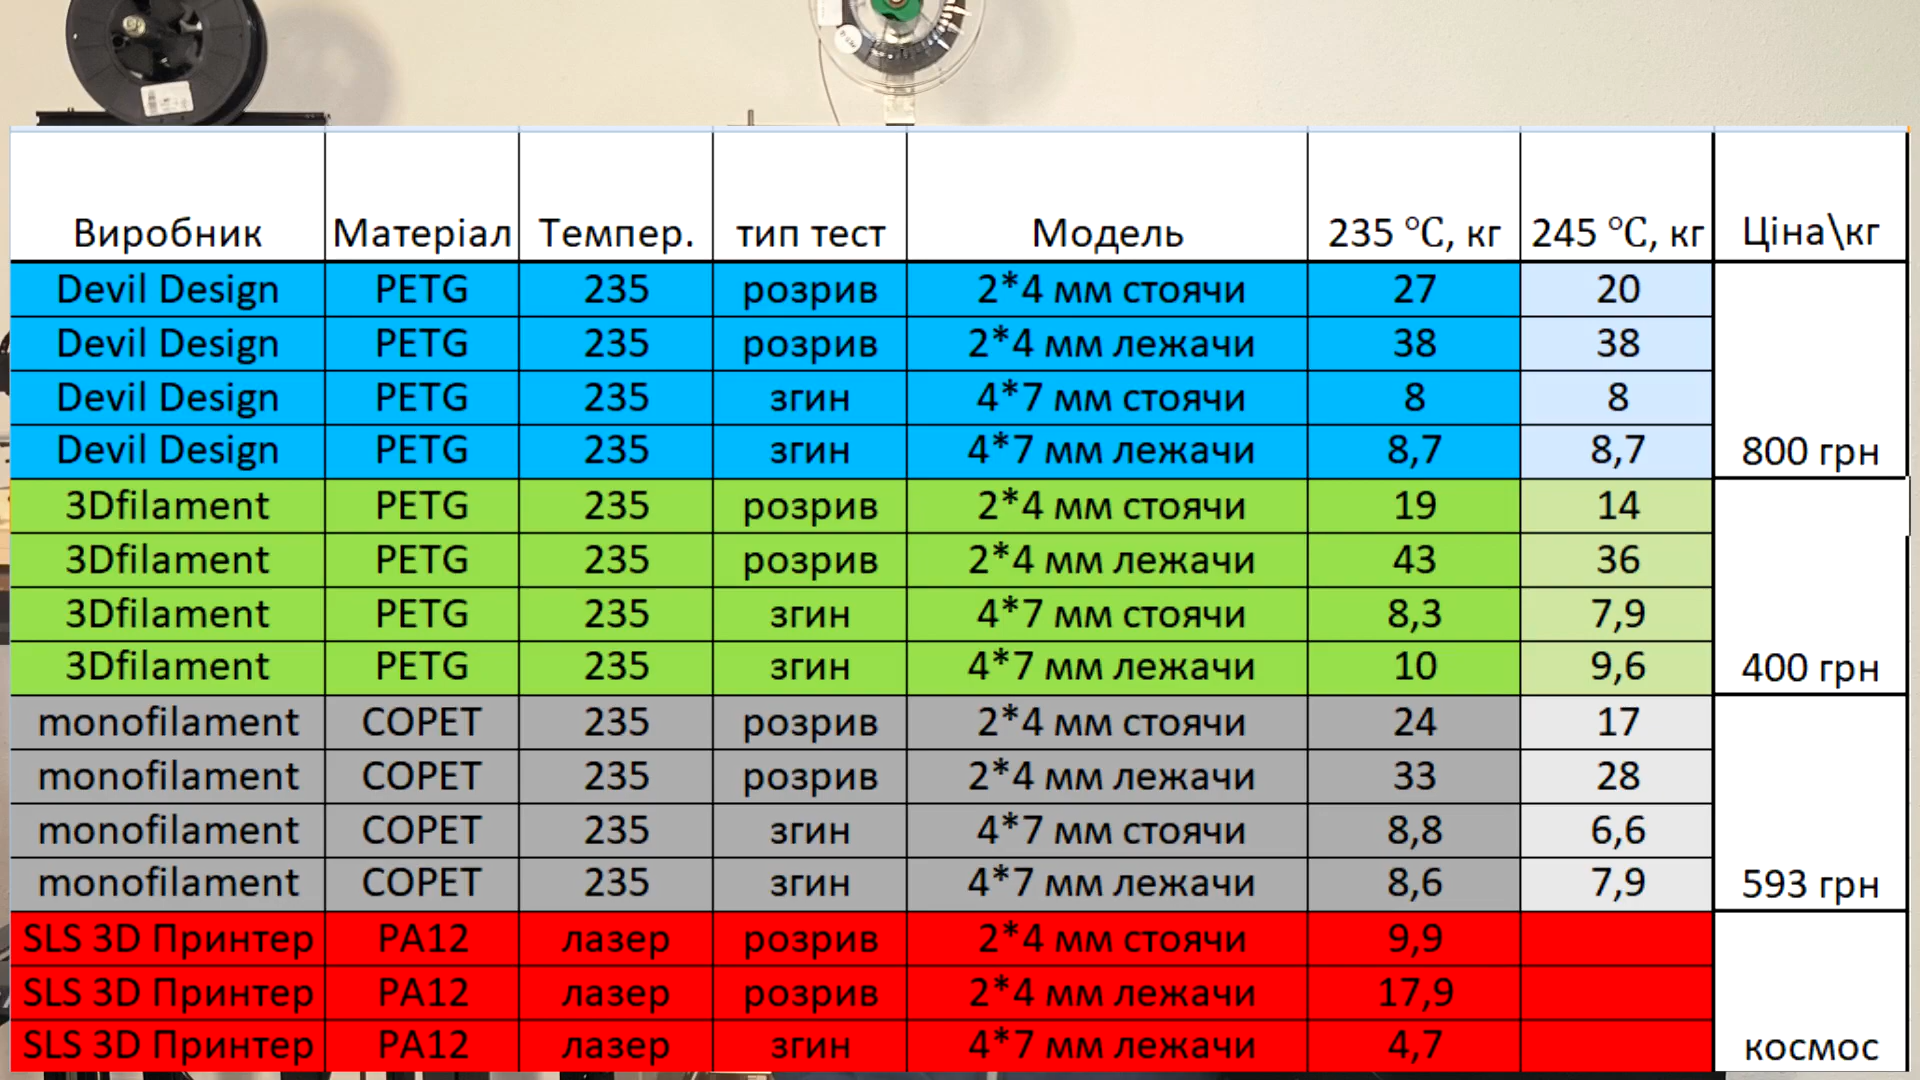 Виробник Матеріал Темпер. тип тест Модель 235 ℃, кг 245 ℃, кг Ціна\кг
Devil Design PETG 235 розрив 2*4 мм стоячи 27 20
Devil Design PETG 235 розрив 2*4 мм лежачи 38 38
Devil Design PETG 235 згин 4*7 мм стоячи 8 8
Devil Design PETG 235 згин 4*7 мм лежачи 8,7 8,7 800 грн
3Dfilament PETG 235 розрив 2*4 мм стоячи 19 14
3Dfilament PETG 235 розрив 2*4 мм лежачи 43 36
3Dfilament PETG 235 згин 4*7 мм стоячи 8,3 7,9
3Dfilament PETG 235 згин 4*7 мм лежачи 10 9,6 400 грн
monofilament COPET 235 розрив 2*4 мм стоячи 24 17
monofilament COPET 235 розрив 2*4 мм лежачи 33 28
monofilament COPET 235 згин 4*7 мм стоячи 8,8 6,6
monofilament COPET 235 згин 4*7 мм лежачи 8,6 7,9 593 грн
SLS 3D Принтер PA12 лазер розрив 2*4 мм стоячи 9,9
SLS 3D Принтер PA12 лазер розрив 2*4 мм лежачи 17,9
SLS 3D Принтер PA12 лазер згин 4*7 мм лежачи 4,7 космос